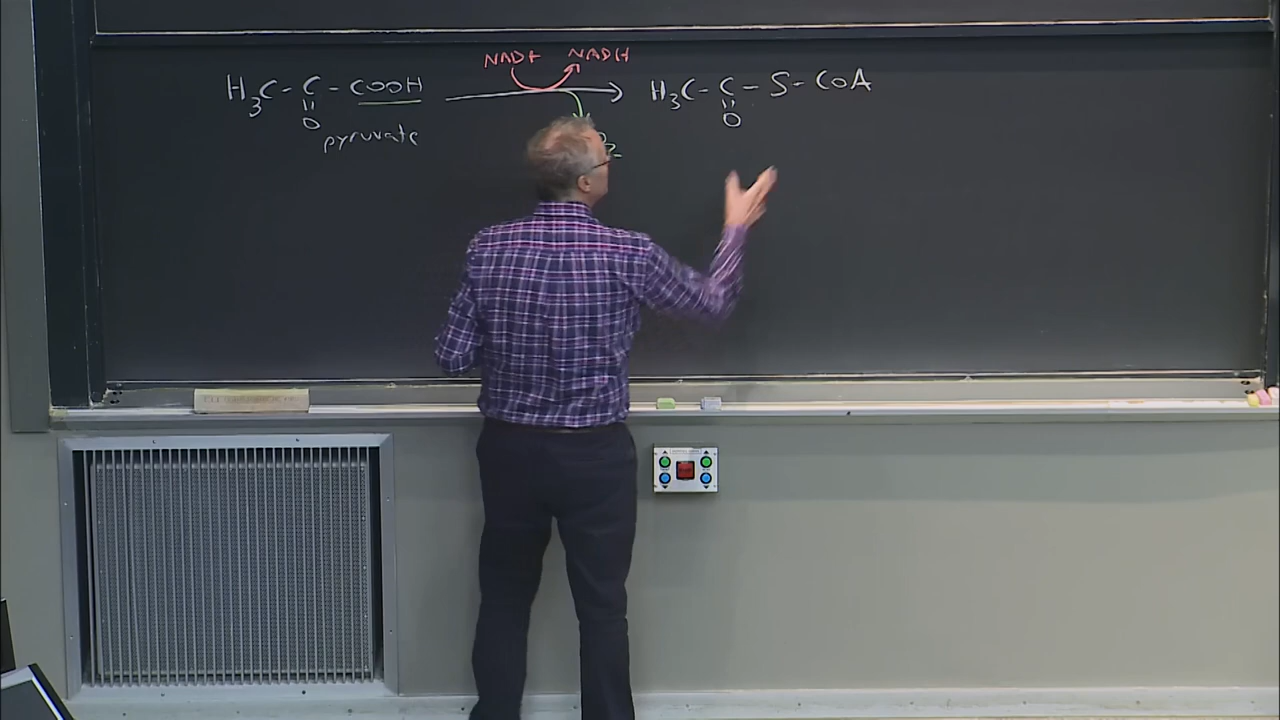 NAD+ NADH
H3C - C - COOH
O
pyruvate
H3C - C - S - CoA
O